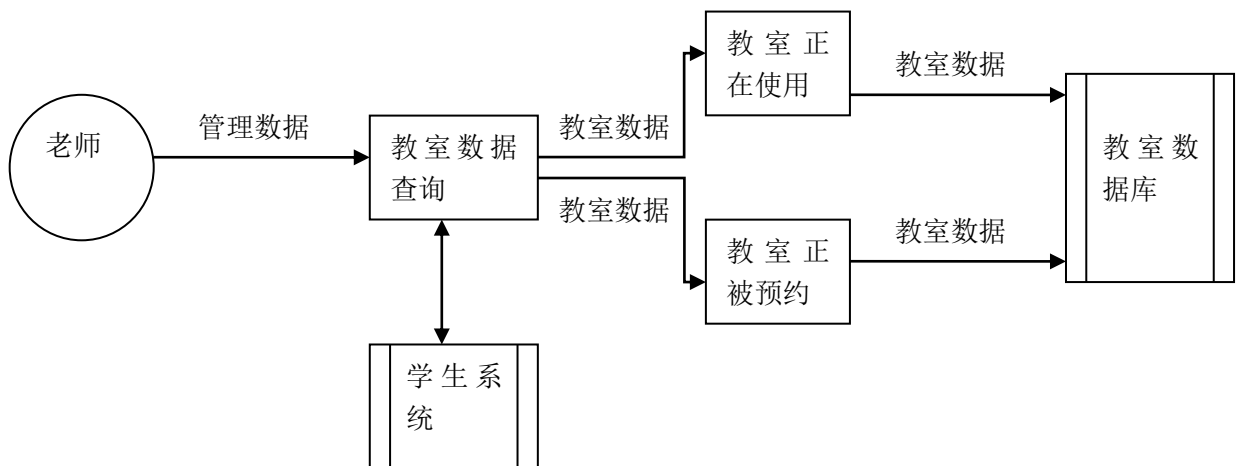 老师
管理数据
教室数据
查询
教室数据
教室数据
教室正
在使用
教室正
被预约
教室数据
教室数据
教室数
据库
学生系
统